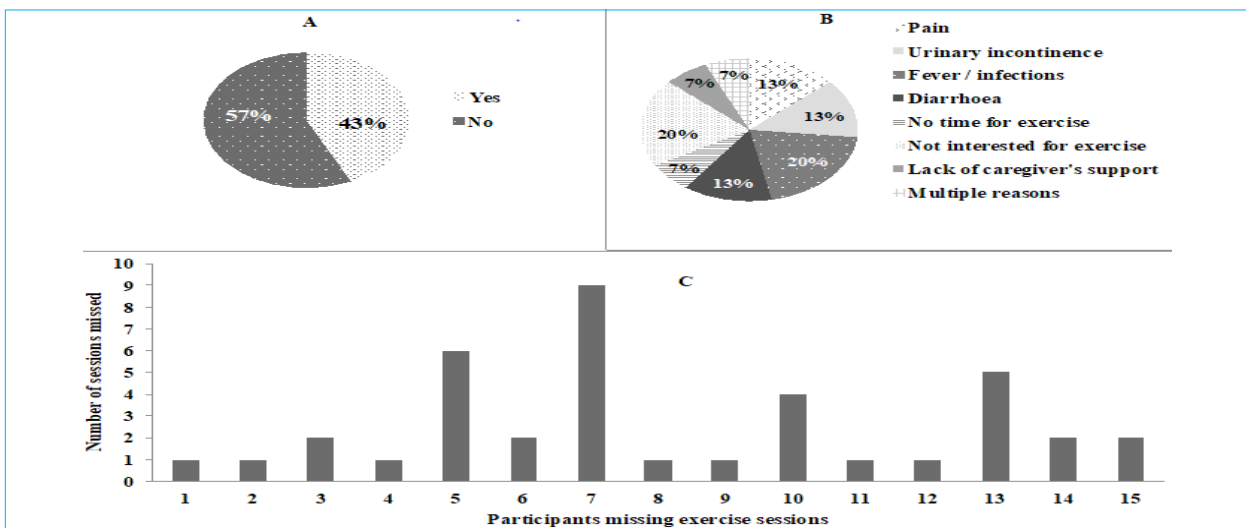 A
57%
43%
Yes
No
B
7%
13%
7%
13%
20%
20%
7%
13%
Pain
Urinary incontinence
Fever / infections
Diarrhoea
No time for exercise
Not interested for exercise
Lack of caregiver's support
Multiple reasons
C
Number of sessions missed
10
9
8
7
6
5
4
3
2
1
0
1 2 3 4 5 6 7 8 9 10 11 12 13 14 15
Participants missing exercise sessions